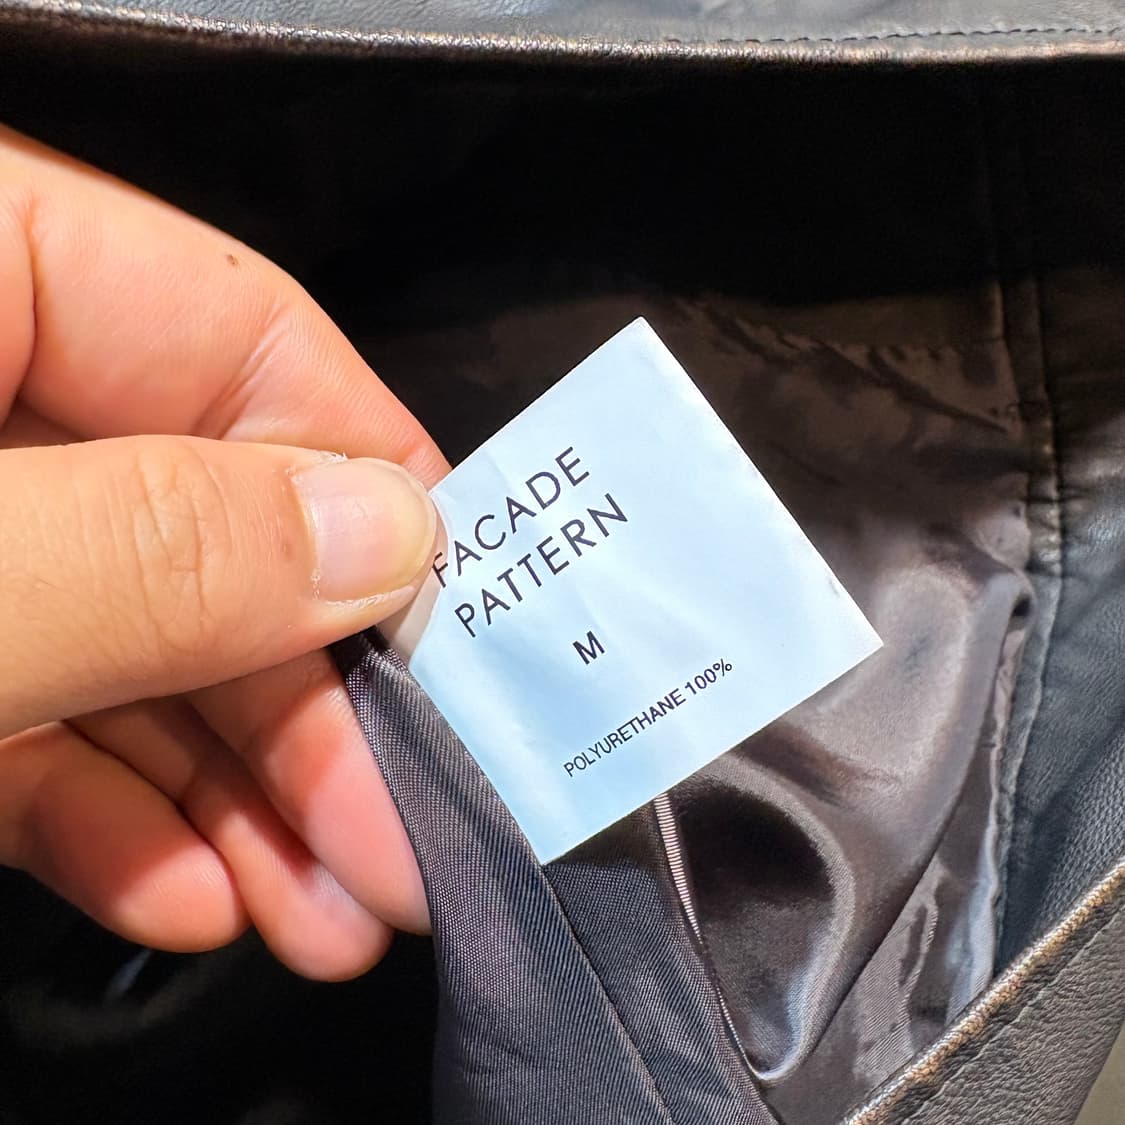 FACADE
PATTERN
M
POLYURETHANE 100%